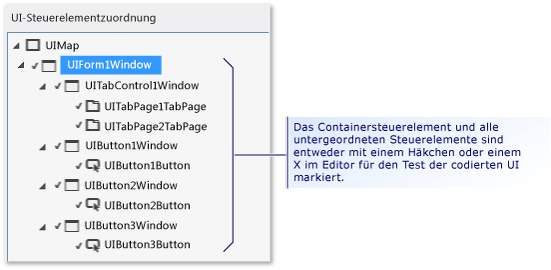 UI-Steuerelementzuordnung
UIMap
UIForm1Window
UITabControl1Window
UITabPage1TabPage
UITabPage2TabPage
UIButton1Window
UIButton1Button
UIButton2Window
UIButton2Button
UIButton3Window
UIButton3Button
Das Containersteuerelement und alle
untergeordneten Steuerelemente sind
entweder mit einem Häkchen oder einem
X im Editor für den Test der codierten UI
markiert.